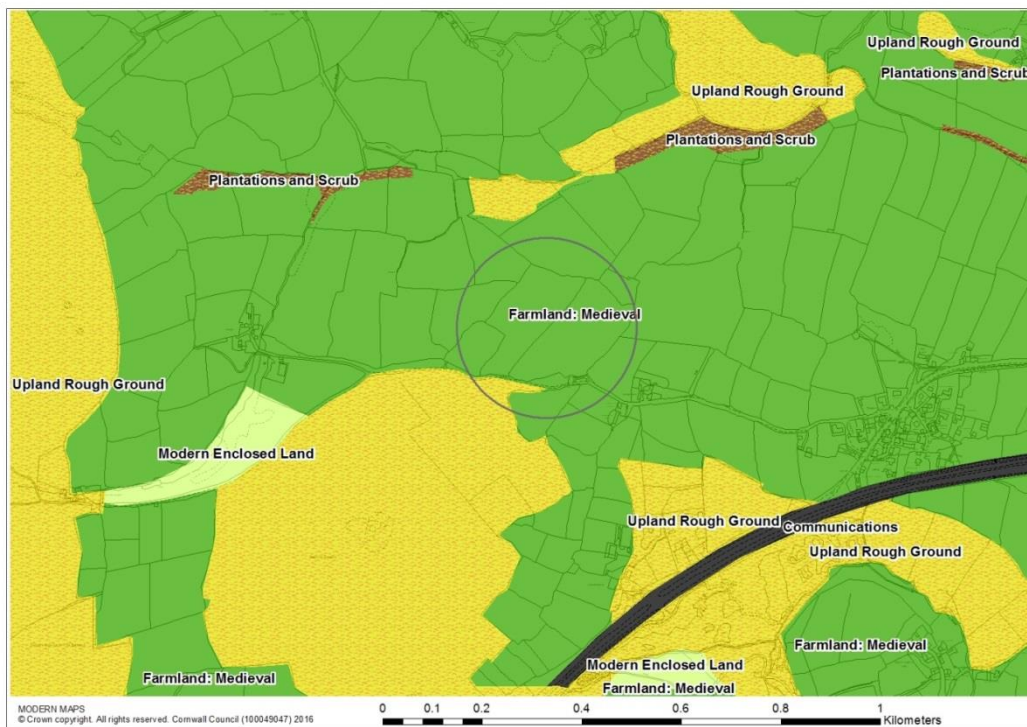 Upland Rough Ground
Plantations and Scrub
Upland Rough Ground
Plantations and Scrub
Plantations and Scrub
Farmland: Medieval
Upland Rough Ground
Modern Enclosed Land
Upland Rough Ground
Communications
Upland Rough Ground
Farmland: Medieval
Modern Enclosed Land
Farmland: Medieval
Farmland: Medieval
MODERN MAPS
© Crown copyright. All rights reserved. Cornwall Council (100049047) 2016
0 0.1 0.2 0.4 0.6 0.8 1
Kilometers